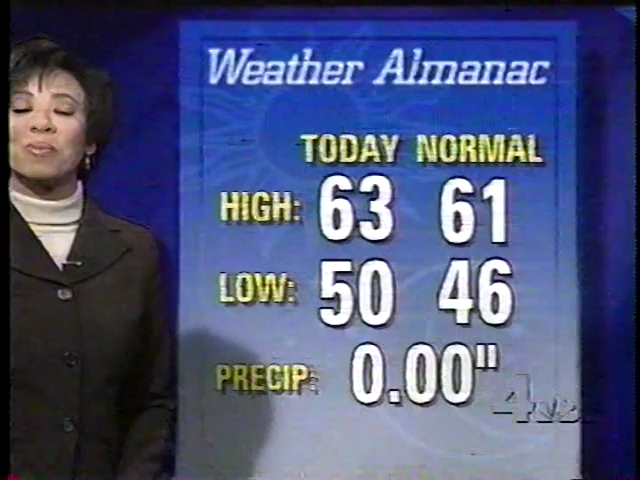 Weather Almanac
TODAY NORMAL
HIGH: 63 61
LOW: 50 46
PRECIP: 0.00"
4